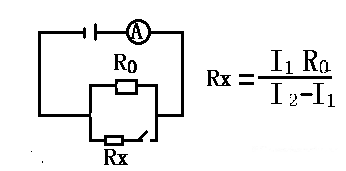 A
R0
Rx
Rx = I1 R0 / I2-I1